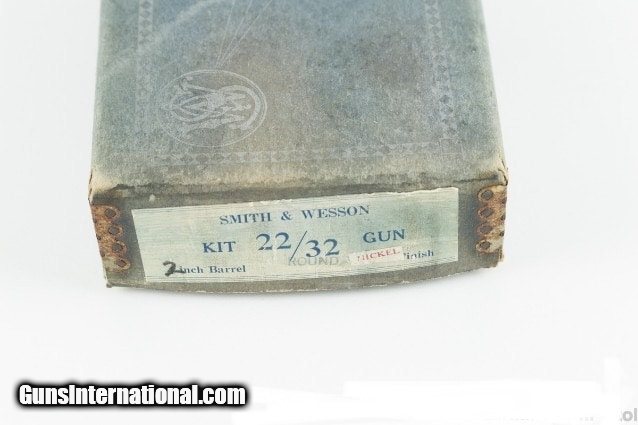 SMITH & WESSON
KIT 22/32 GUN
2 inch Barrel ROUND NICKEL Finish
GunsInternational.com